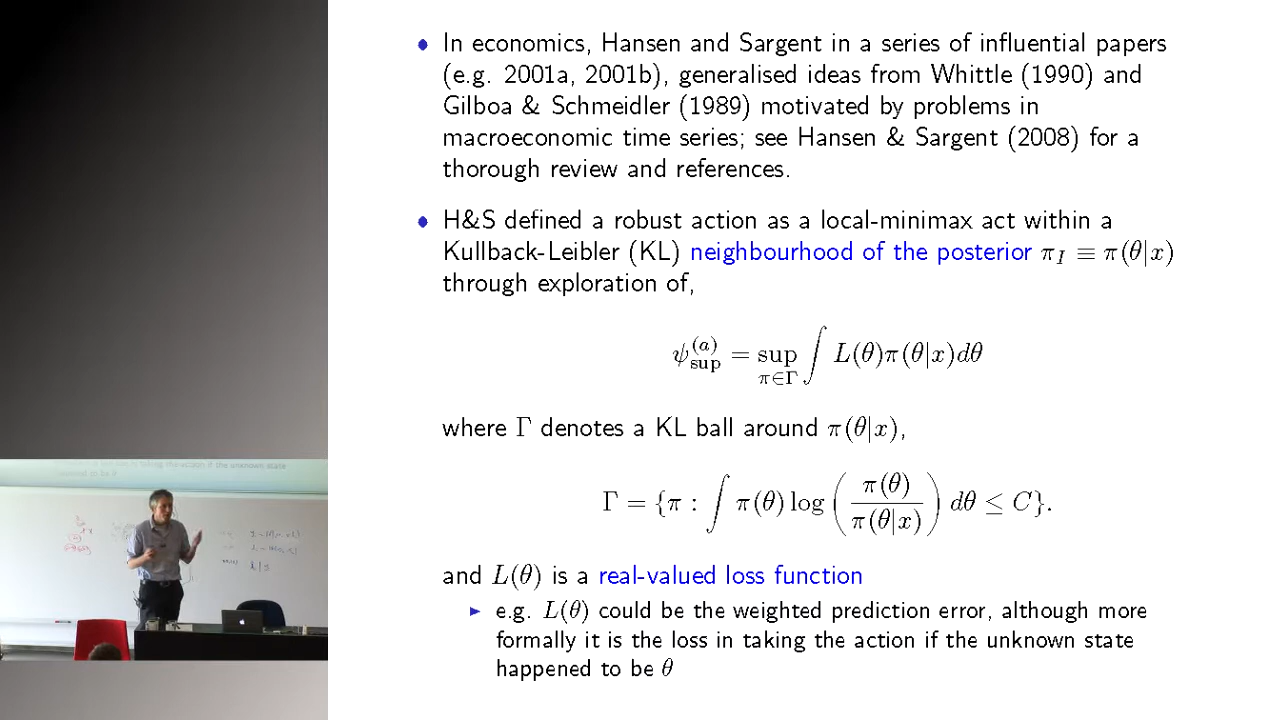 • In economics, Hansen and Sargent in a series of influential papers
(e.g. 2001a, 2001b), generalised ideas from Whittle (1990) and
Gilboa & Schmeidler (1989) motivated by problems in
macroeconomic time series; see Hansen & Sargent (2008) for a
thorough review and references.
• H&S defined a robust action as a local-minimax act within a
Kullback-Leibler (KL) neighbourhood of the posterior π_I ≡ π(θ|x)
through exploration of,
ψ_sup^(a) = sup_{π∈Γ} ∫ L(θ)π(θ|x)dθ
where Γ denotes a KL ball around π(θ|x),
Γ = {π : ∫ π(θ) log ( π(θ) / π(θ|x) ) dθ ≤ C}.
and L(θ) is a real-valued loss function
▶ e.g. L(θ) could be the weighted prediction error, although more
formally it is the loss in taking the action if the unknown state
happened to be θ